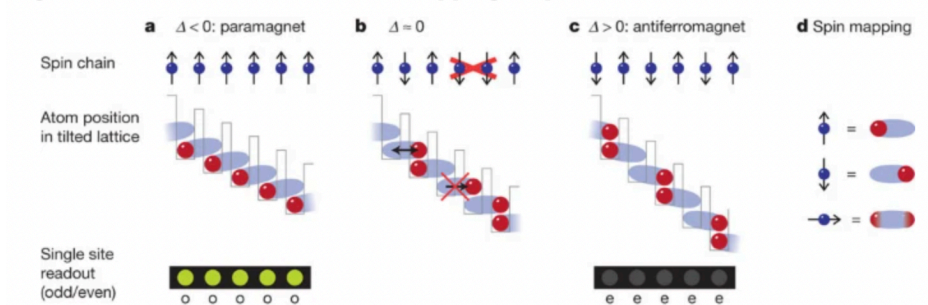 a Δ < 0: paramagnet
b Δ ≈ 0
c Δ > 0: antiferromagnet
d Spin mapping
Spin chain
Atom position
in tilted lattice
=
=
=
Single site
readout
(odd/even)
o o o o o
e e e e e